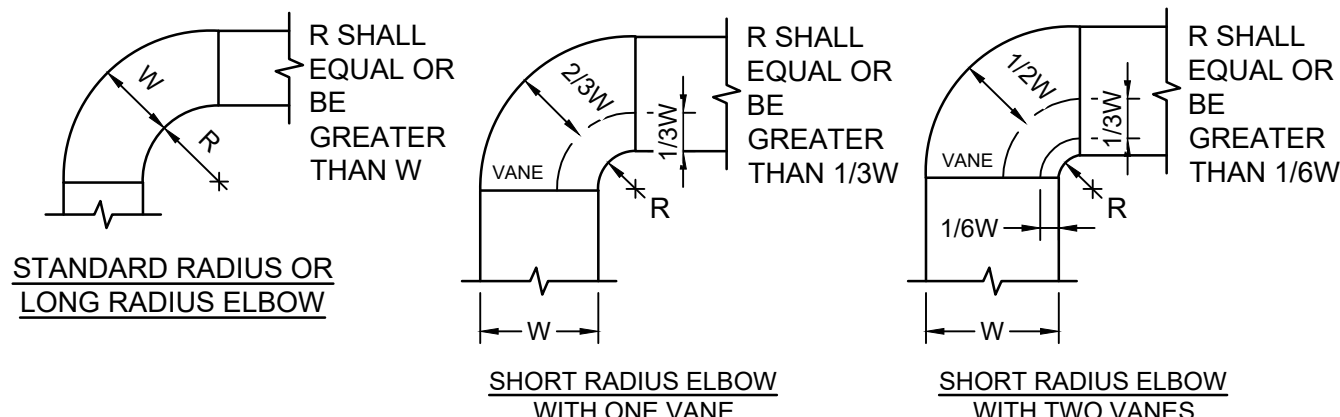 W
R
R SHALL
EQUAL OR
BE
GREATER
THAN W
STANDARD RADIUS OR
LONG RADIUS ELBOW
2/3W
1/3W
VANE
R
R SHALL
EQUAL OR
BE
GREATER
THAN 1/3W
W
SHORT RADIUS ELBOW
WITH ONE VANE
1/2W
1/3W
VANE
R
1/6W
R SHALL
EQUAL OR
BE
GREATER
THAN 1/6W
W
SHORT RADIUS ELBOW
WITH TWO VANES